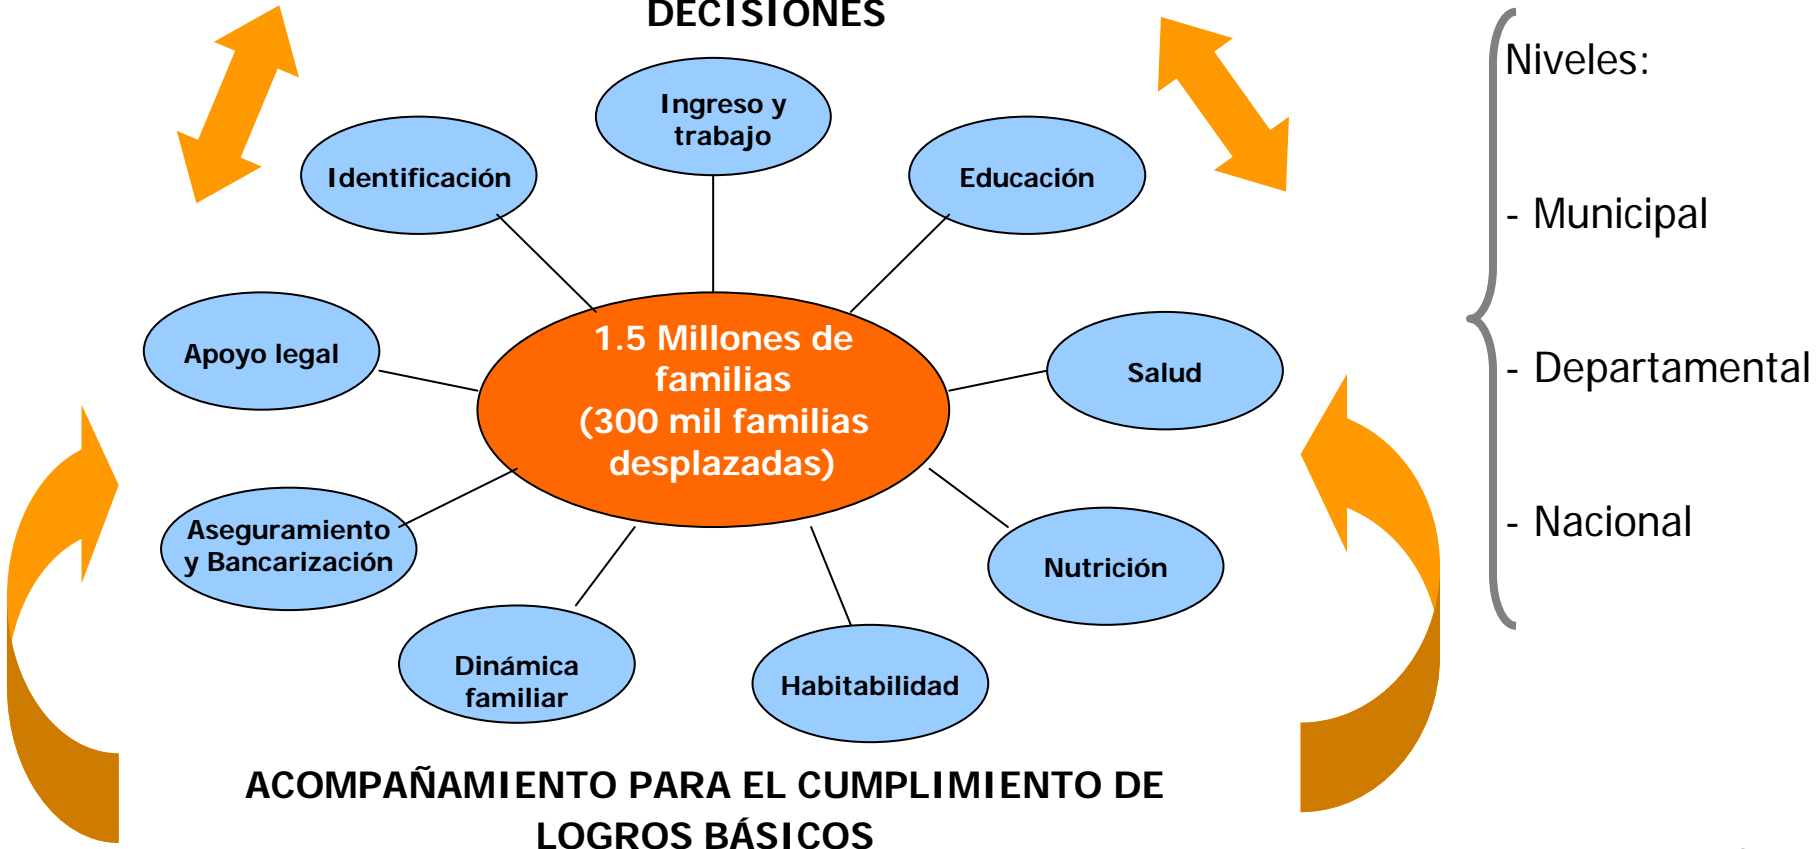 DECISIONES
Ingreso y
trabajo
Identificación
Educación
Apoyo legal
Salud
1.5 Millones de
familias
(300 mil familias
desplazadas)
Aseguramiento
y Bancarización
Nutrición
Dinámica
familiar
Habitabilidad
ACOMPAÑAMIENTO PARA EL CUMPLIMIENTO DE
LOGROS BÁSICOS
Niveles:
- Municipal
- Departamental
- Nacional